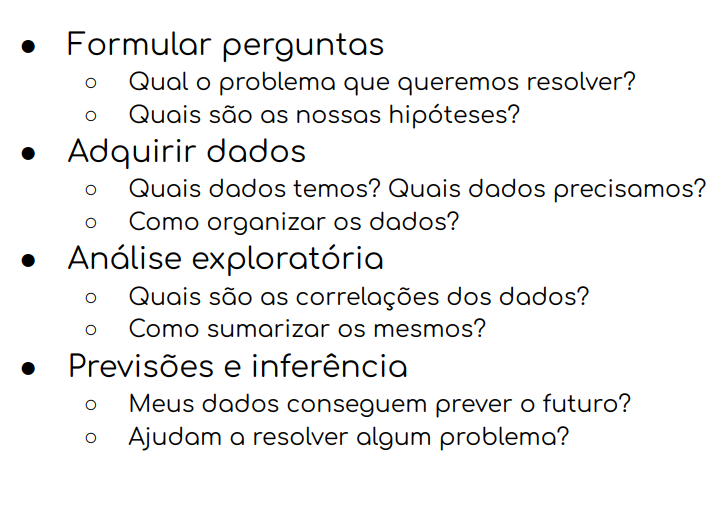 ● Formular perguntas
○ Qual o problema que queremos resolver?
○ Quais são as nossas hipóteses?
● Adquirir dados
○ Quais dados temos? Quais dados precisamos?
○ Como organizar os dados?
● Análise exploratória
○ Quais são as correlações dos dados?
○ Como sumarizar os mesmos?
● Previsões e inferência
○ Meus dados conseguem prever o futuro?
○ Ajudam a resolver algum problema?